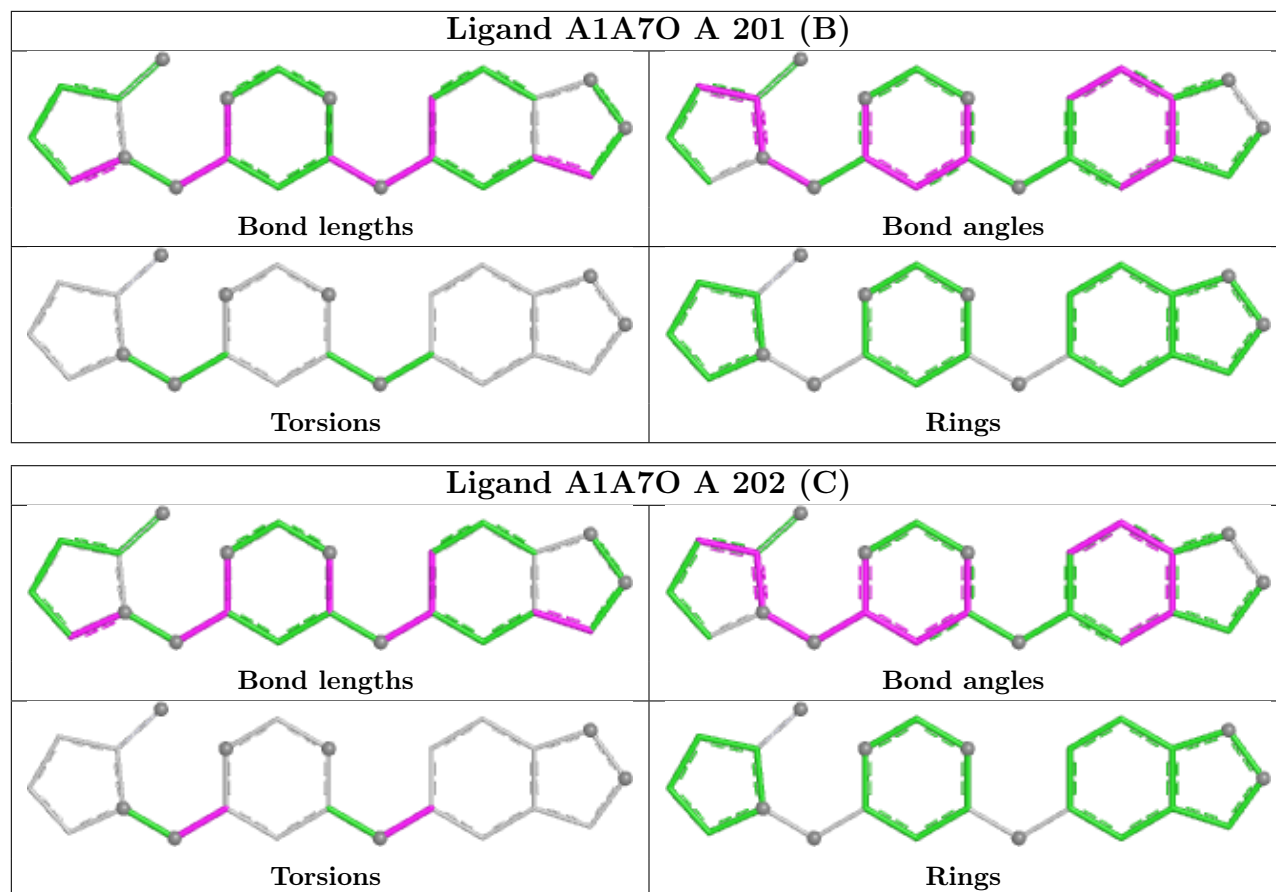 Ligand A1A7O A 201 (B)
Bond lengths
Bond angles
Torsions
Rings
Ligand A1A7O A 202 (C)
Bond lengths
Bond angles
Torsions
Rings